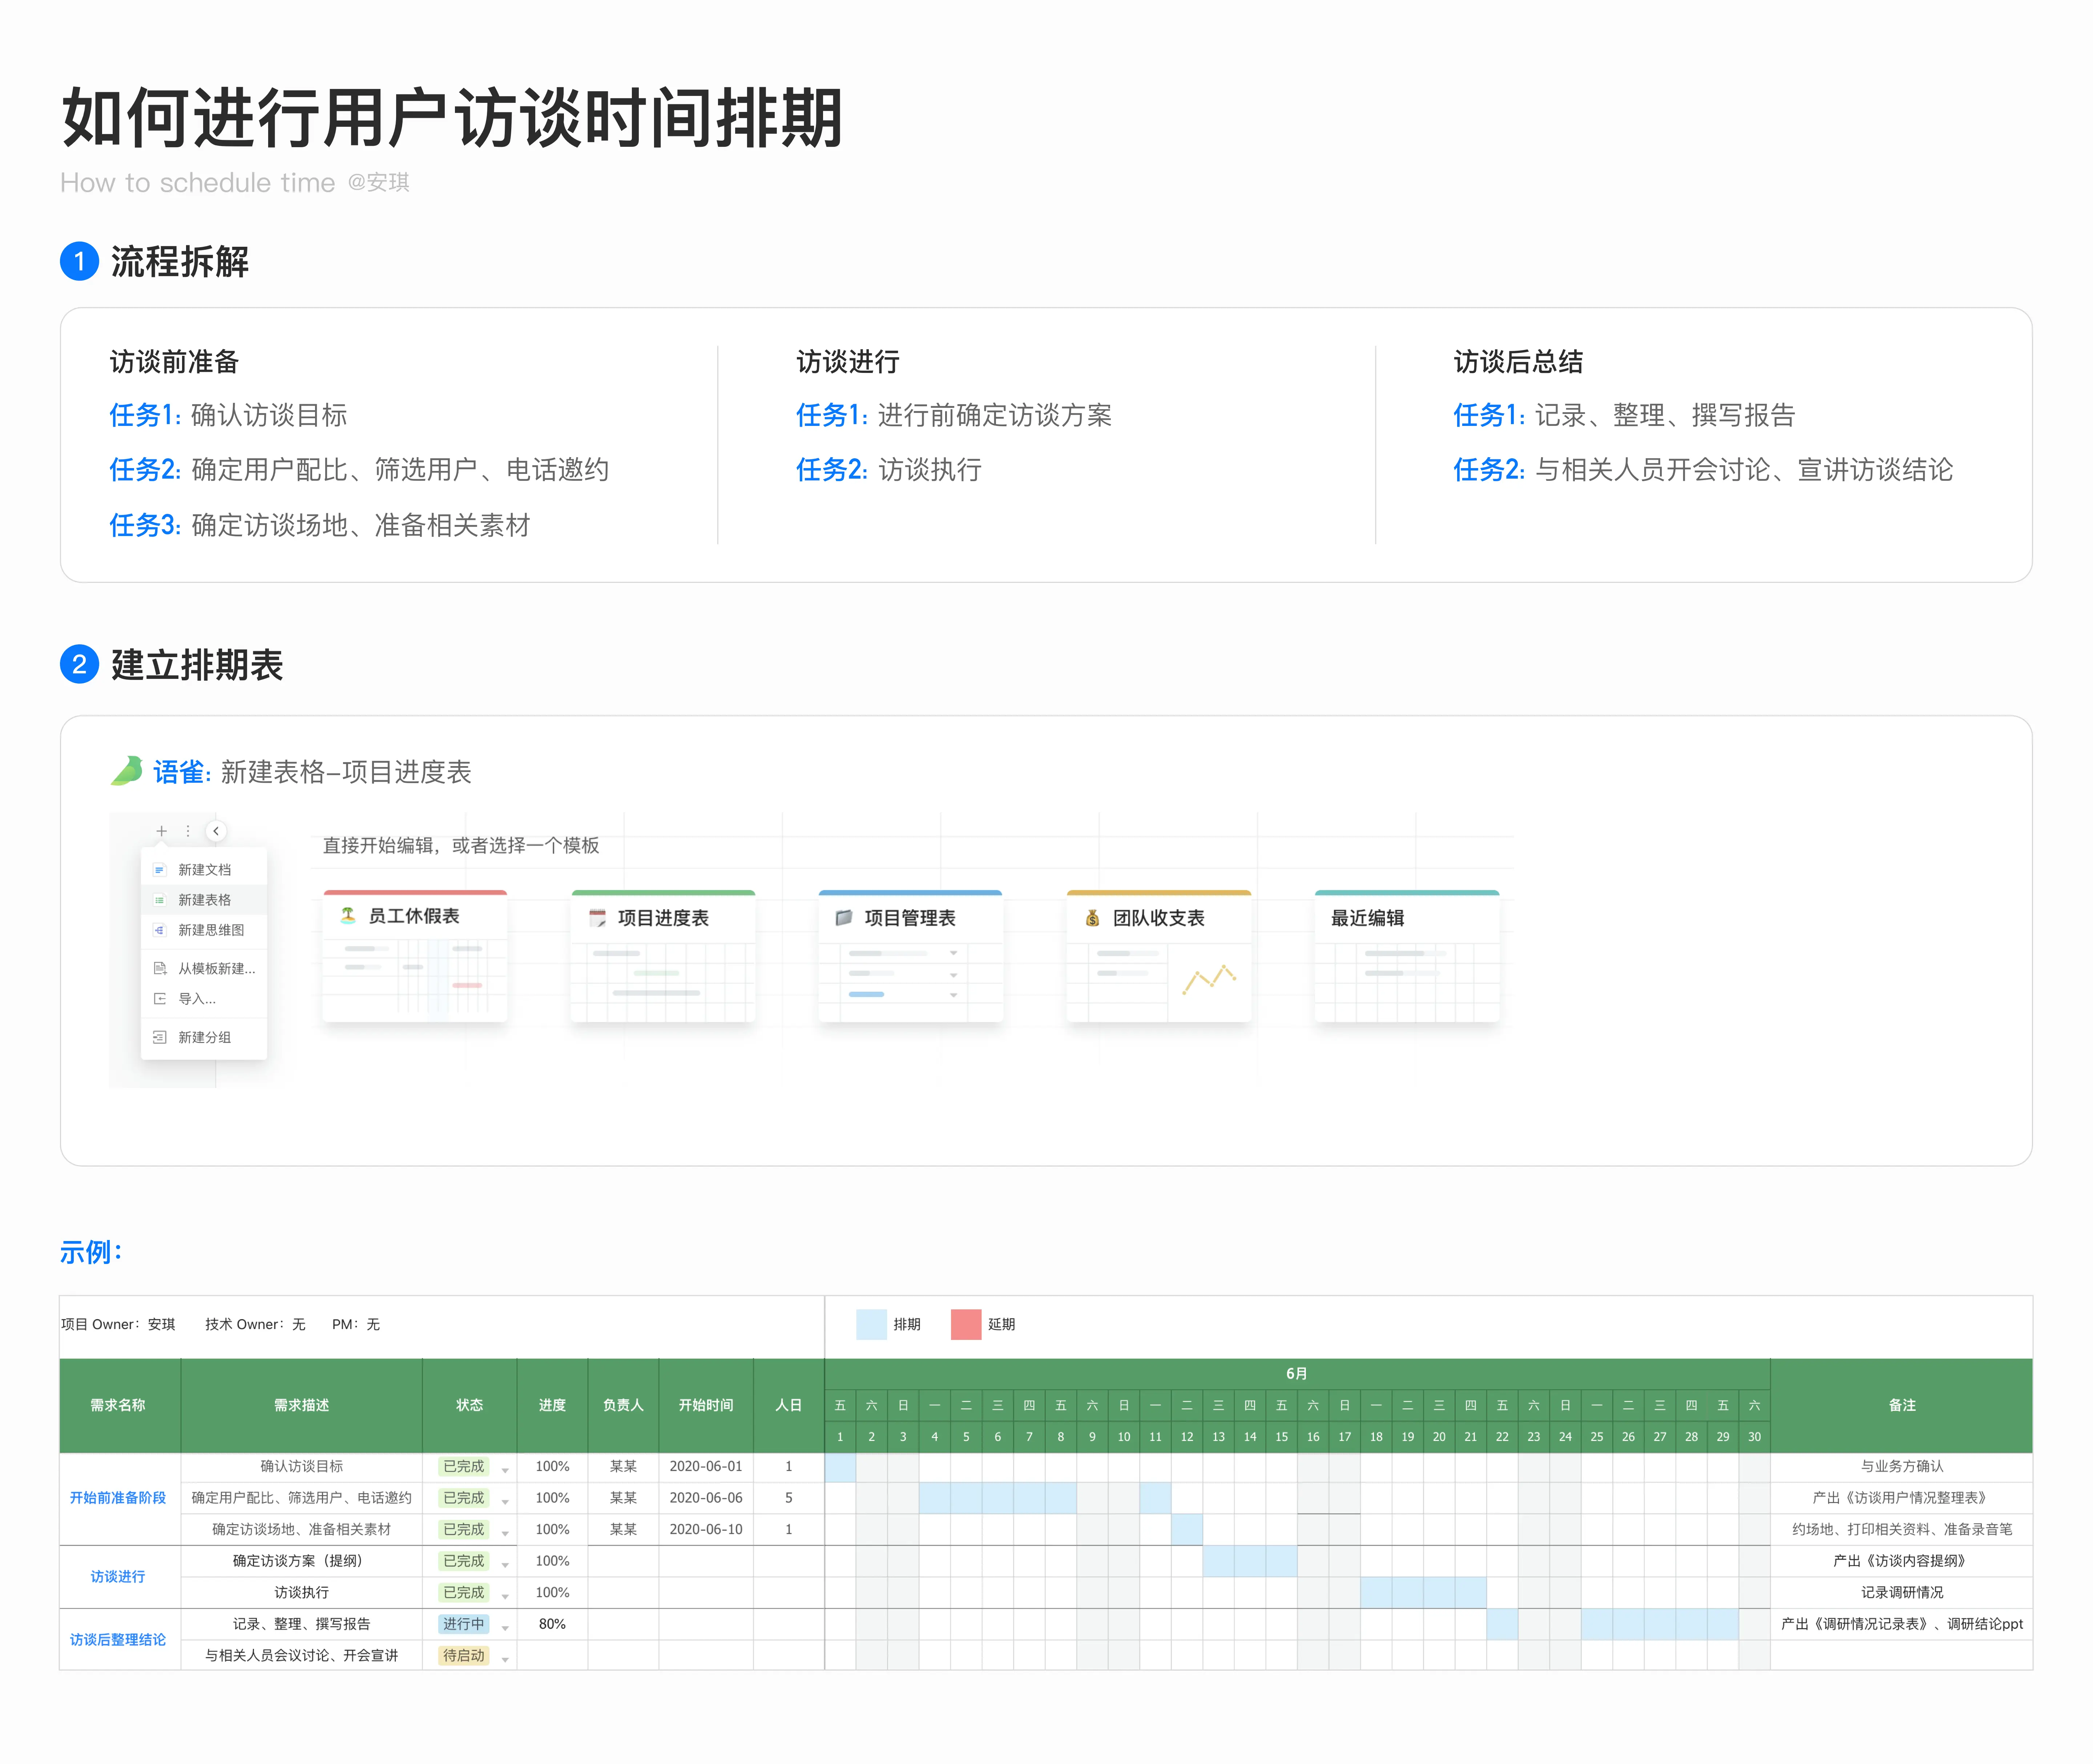 如何进行用户访谈时间排期
How to schedule time @安琪
1 流程拆解
访谈前准备
任务1: 确认访谈目标
任务2: 确定用户配比、筛选用户、电话邀约
任务3: 确定访谈场地、准备相关素材
访谈进行
任务1: 进行前确定访谈方案
任务2: 访谈执行
访谈后总结
任务1: 记录、整理、撰写报告
任务2: 与相关人员开会讨论、宣讲访谈结论
2 建立排期表
语雀: 新建表格-项目进度表
新建文档
新建表格
新建思维图
从模板新建...
导入...
新建分组
直接开始编辑，或者选择一个模板
员工休假表
项目进度表
项目管理表
团队收支表
最近编辑
示例：
项目 Owner：安琪 技术 Owner：无 PM：无
排期 延期
需求名称 需求描述 状态 进度 负责人 开始时间 人日 6月 备注
五 六 日 一 二 三 四 五 六 日 一 二 三 四 五 六 日 一 二 三 四 五 六 日 一 二 三 四 五 六
1 2 3 4 5 6 7 8 9 10 11 12 13 14 15 16 17 18 19 20 21 22 23 24 25 26 27 28 29 30
开始前准备阶段
确认访谈目标 已完成 100% 某某 2020-06-01 1 与业务方确认
确定用户配比、筛选用户、电话邀约 已完成 100% 某某 2020-06-06 5 产出《访谈用户情况整理表》
确定访谈场地、准备相关素材 已完成 100% 某某 2020-06-10 1 约场地、打印相关资料、准备录音笔
访谈进行
确定访谈方案（提纲） 已完成 100% 产出《访谈内容提纲》
访谈执行 已完成 100% 记录调研情况
访谈后整理结论
记录、整理、撰写报告 进行中 80% 产出《调研情况记录表》、调研结论ppt
与相关人员会议讨论、开会宣讲 待启动